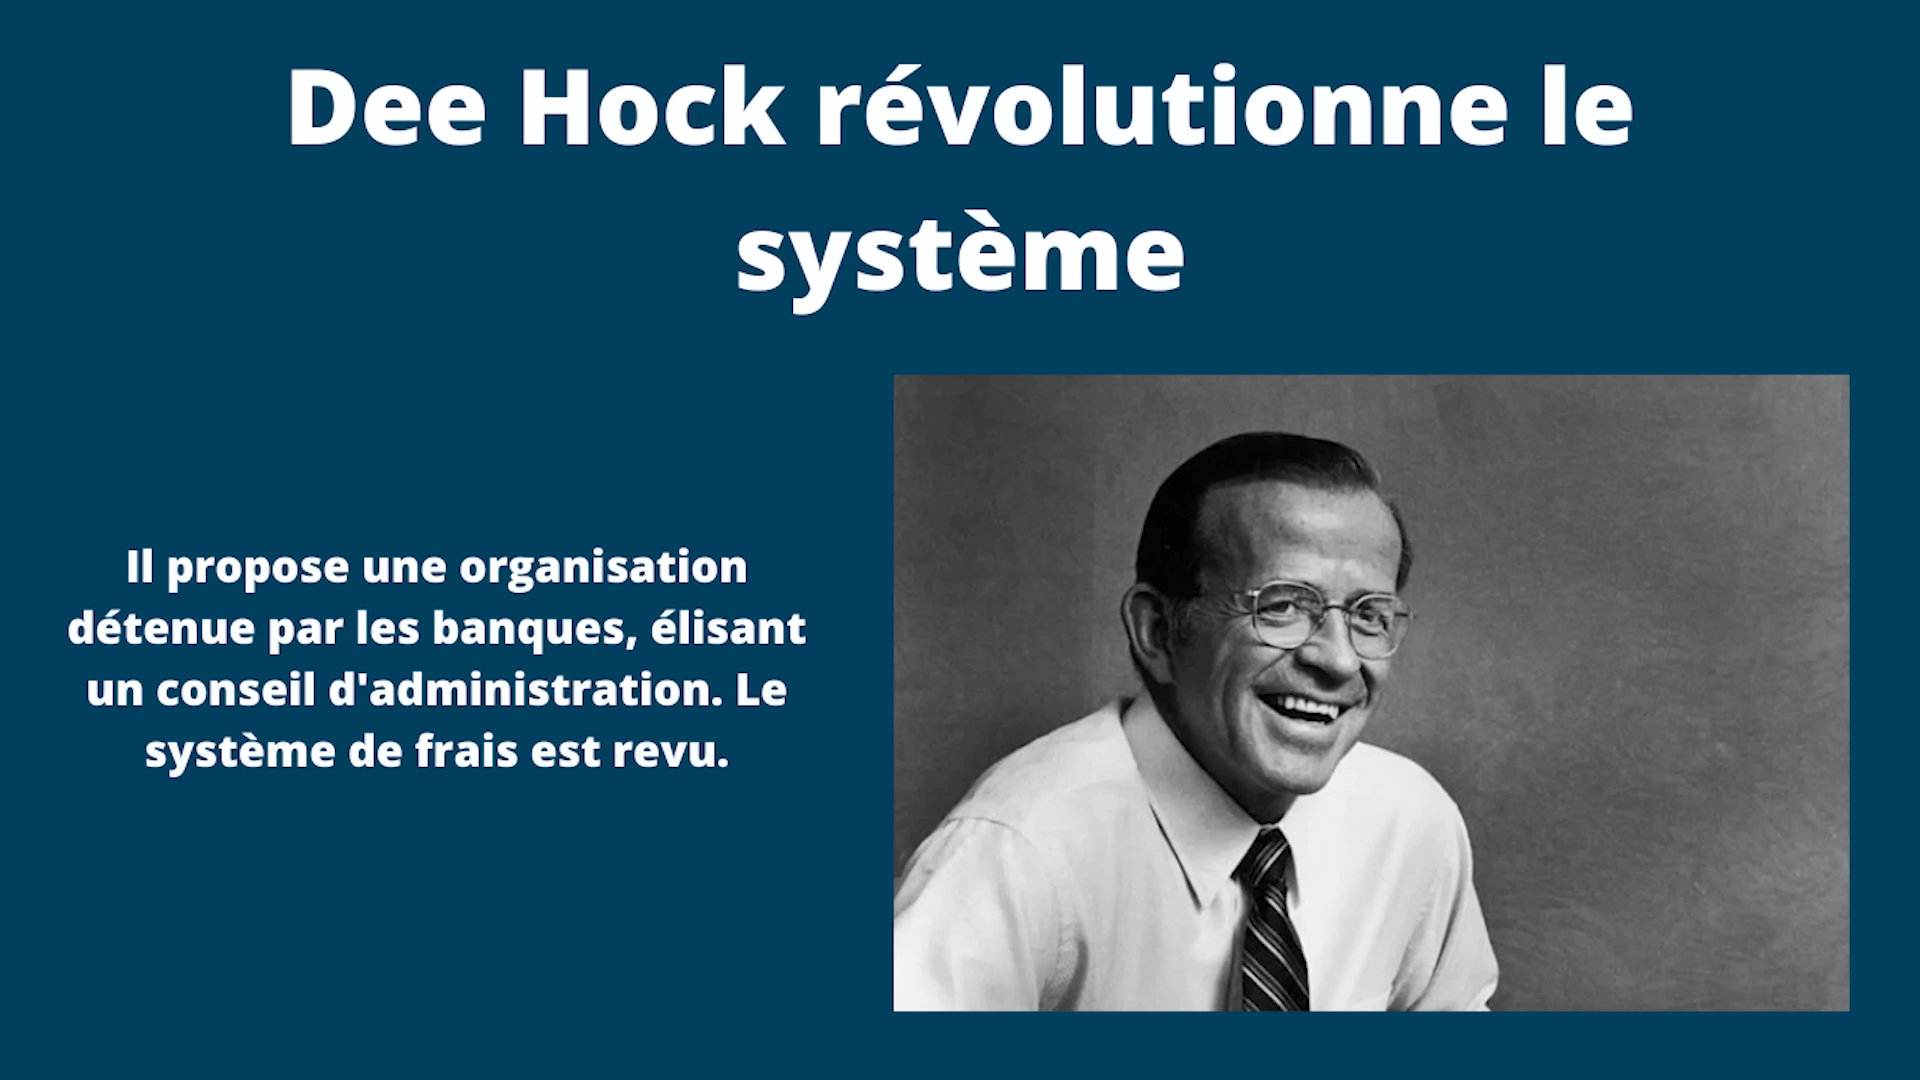 Dee Hock révolutionne le
système
Il propose une organisation
détenue par les banques, élisant
un conseil d'administration. Le
système de frais est revu.